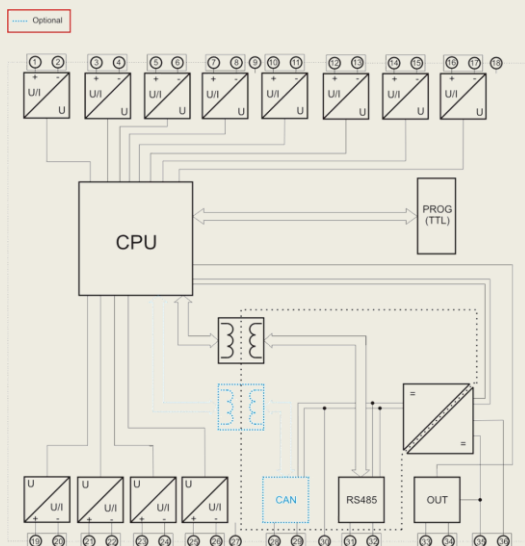 Optional
1 2 3 4 5 6 7 8 9 10 11 12 13 14 15 16 17 18
+ - + - + - + - + - + - + - + -
U/I U/I U/I U/I U/I U/I U/I U/I
U U U U U U U U
CPU
PROG
(TTL)
=
=
U U U U
U/I U/I U/I U/I
CAN
RS485
OUT
+ - + - + - + -
19 20 21 22 23 24 25 26 27 28 29 30 31 32 33 34 35 36